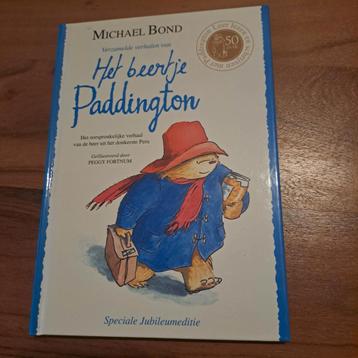 MICHAEL BOND
Verzamelde verhalen van
Het beertje
Paddington
50
Het oorspronkelijke verhaal
van de beer uit het donkerste Peru
Geïllustreerd door
PEGGY FORTNUM
Speciale Jubileumeditie